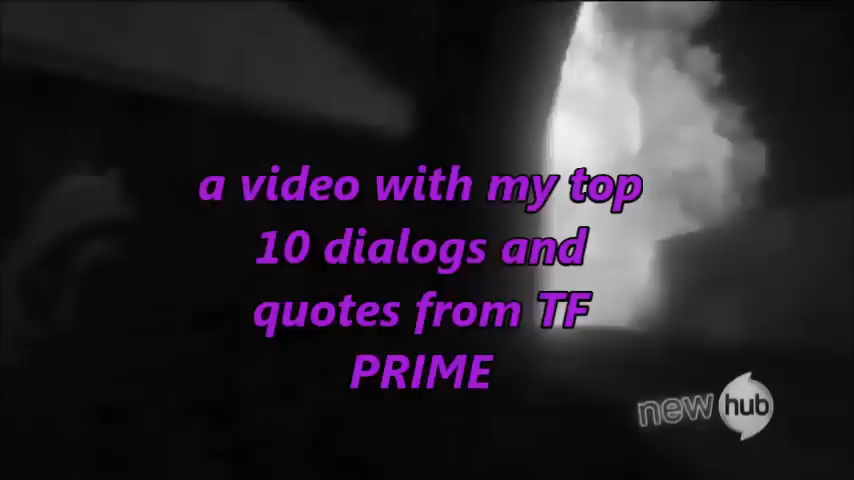 a video with my top
10 dialogs and
quotes from TF
PRIME
new hub